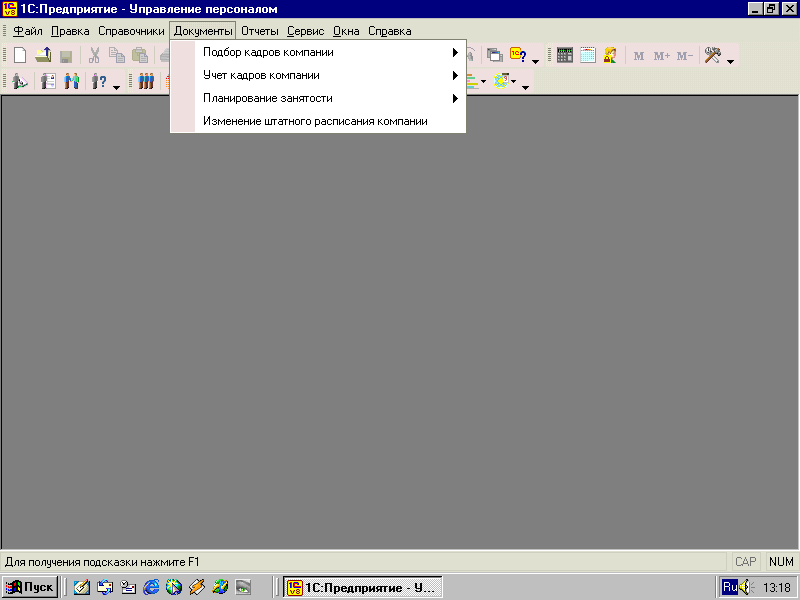 1С:Предприятие - Управление персоналом
Файл Правка Справочники Документы Отчеты Сервис Окна Справка
M M+ M-
Подбор кадров компании
Учет кадров компании
Планирование занятости
Изменение штатного расписания компании
Для получения подсказки нажмите F1 CAP NUM
Пуск 1С:Предприятие - У... Ru 13:18